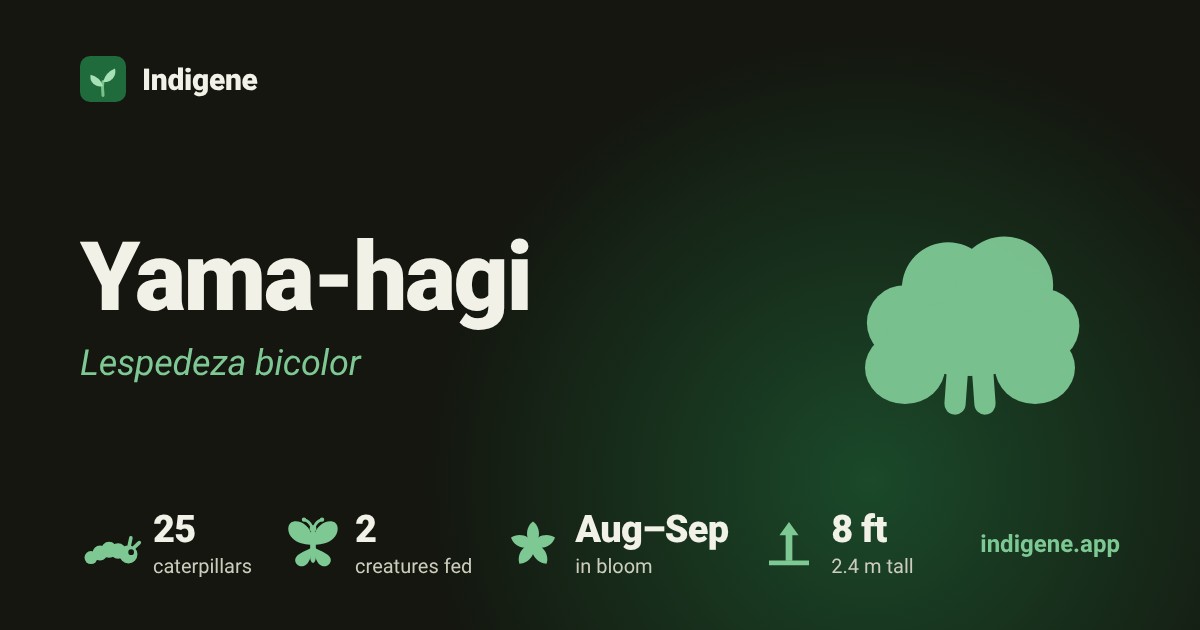 Indigene
Yama-hagi
Lespedeza bicolor
25
caterpillars
2
creatures fed
Aug–Sep
in bloom
8 ft
2.4 m tall
indigene.app